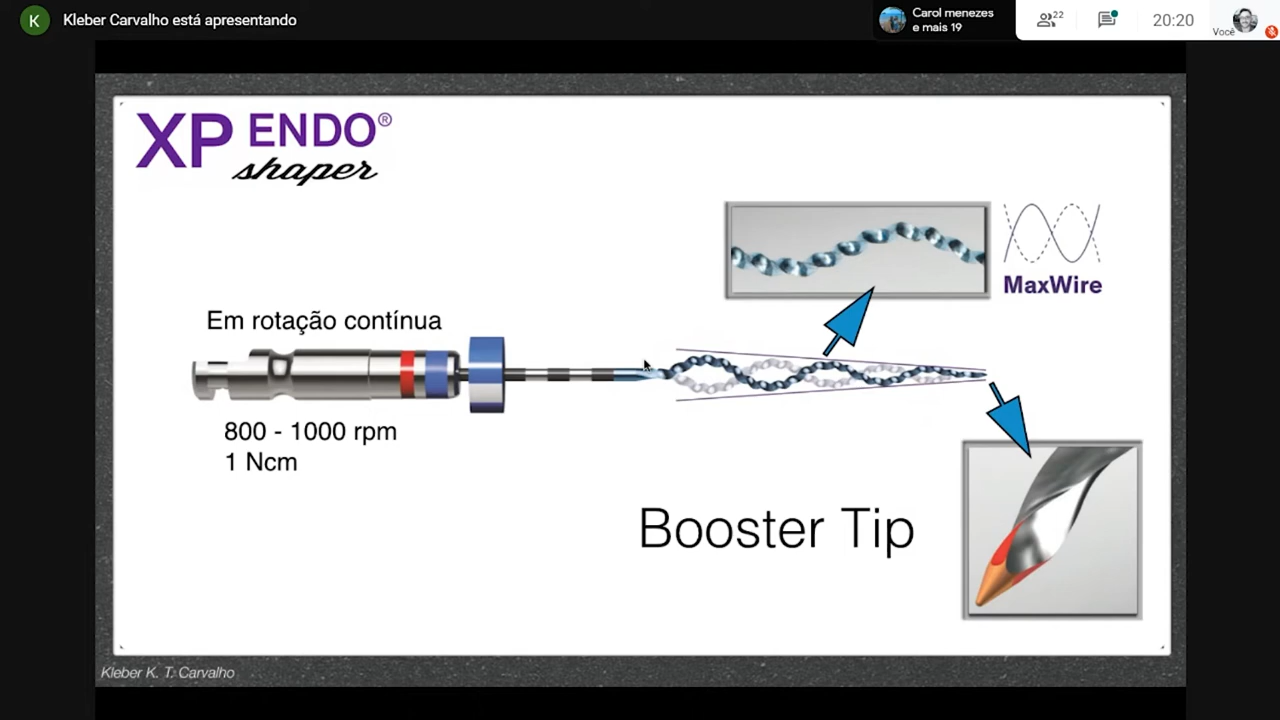 K
Kleber Carvalho está apresentando
Carol menezes
e mais 19
22
20:20
Você
XP ENDO®
shaper
MaxWire
Em rotação contínua
800 - 1000 rpm
1 Ncm
Booster Tip
Kleber K. T. Carvalho